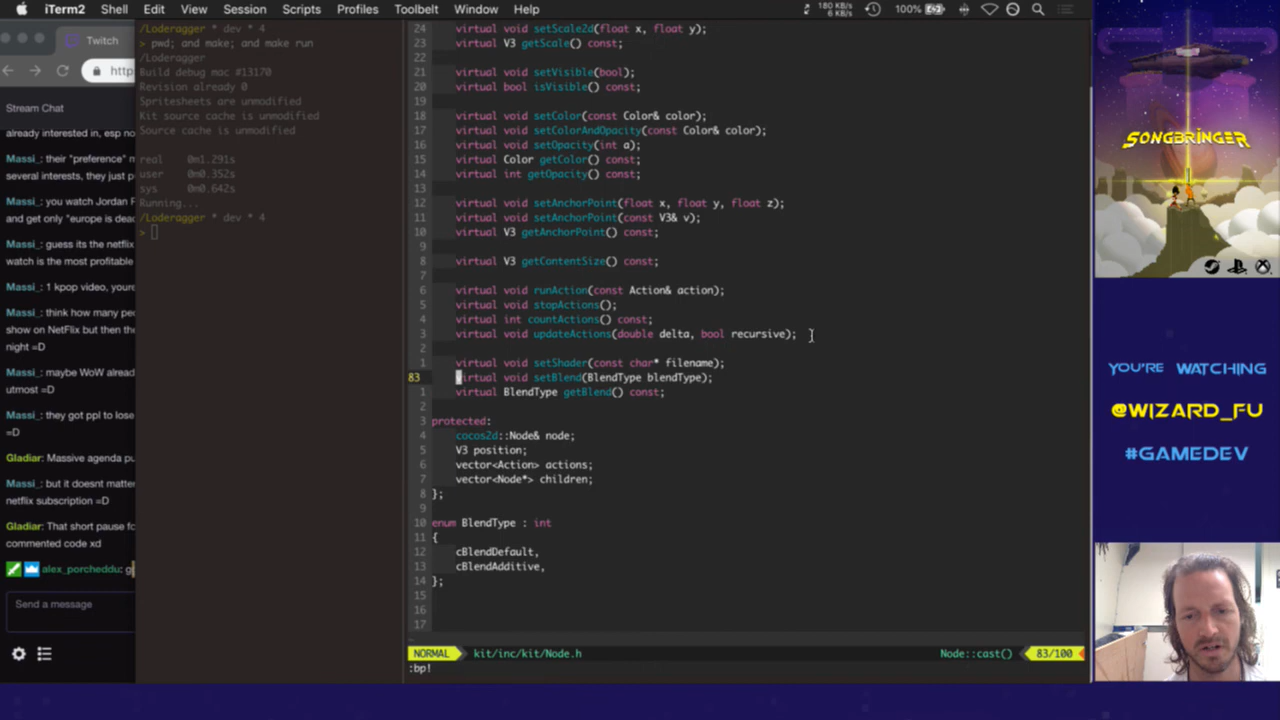 iTerm2 Shell Edit View Session Scripts Profiles Toolbelt Window Help
180 KB/s
6 KB/s
100%
Twitch
http
Stream Chat
already interested, esp no
Massi_: their "preference" m
several interests, they just p
Massi_: you watch Jordan F
and get only "europe is dea
Massi_: guess its the netflix
watch is the most profitable
Massi_: 1 kpop video, youre
Massi_: think how many peo
show on NetFlix but then the
night =D
Massi_: maybe WoW alread
utmost =D
Massi_: they got ppl to lose
=D
Gladiar: Massive agenda pu
Massi_: but it doesnt matter
netflix subscription =D
Gladiar: That short pause fo
commented code xd
alex_porcheddu: g
Send a message
/Loderagger * dev * 4
> pwd; and make; and make run
/Loderagger
Build debug mac #13170
Revision already 0
Spritesheets are unmodified
Kit source cache is unmodified
Source cache is unmodified
real 0m1.291s
user 0m0.352s
sys 0m0.642s
Running...
/Loderagger * dev * 4
>
24 virtual void setScale2d(float x, float y);
23 virtual V3 getScale() const;
22
21 virtual void setVisible(bool);
20 virtual bool isVisible() const;
19
18 virtual void setColor(const Color& color);
17 virtual void setColorAndOpacity(const Color& color);
16 virtual void setOpacity(int a);
15 virtual Color getColor() const;
14 virtual int getOpacity() const;
13
12 virtual void setAnchorPoint(float x, float y, float z);
11 virtual void setAnchorPoint(const V3& v);
10 virtual V3 getAnchorPoint() const;
9
8 virtual V3 getContentSize() const;
7
6 virtual void runAction(const Action& action);
5 virtual void stopActions();
4 virtual int countActions() const;
3 virtual void updateActions(double delta, bool recursive);
2
1 virtual void setShader(const char* filename);
83 virtual void setBlend(BlendType blendType);
1 virtual BlendType getBlend() const;
2
3 protected:
4 cocos2d::Node& node;
5 V3 position;
6 vector<Action> actions;
7 vector<Node*> children;
8 };
9
10 enum BlendType : int
11 {
12 cBlendDefault,
13 cBlendAdditive,
14 };
15
16
17
~
NORMAL kit/inc/kit/Node.h Node::cast() 83/100
:bp!
SONGBRINGER
YOU'RE WATCHING
@WIZARD_FU
#GAMEDEV